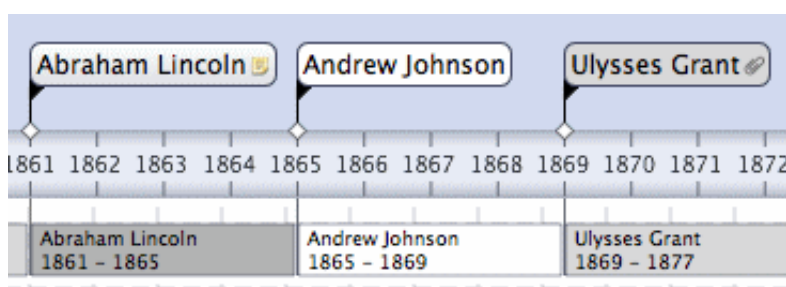 Abraham Lincoln Andrew Johnson Ulysses Grant
1861 1862 1863 1864 1865 1866 1867 1868 1869 1870 1871 1872
Abraham Lincoln Andrew Johnson Ulysses Grant
1861 – 1865 1865 – 1869 1869 – 1877